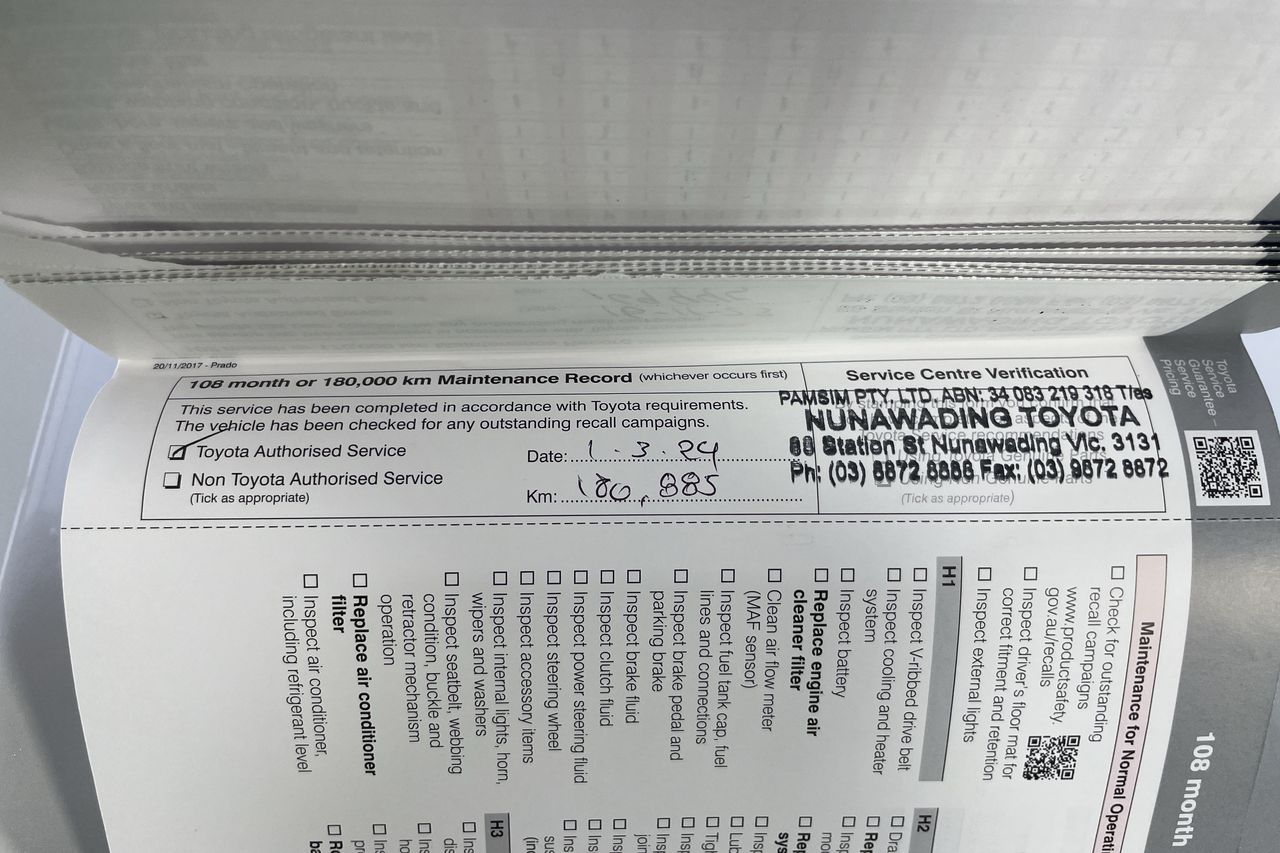 20/11/2017 - Prado
108 month or 180,000 km Maintenance Record (whichever occurs first)
This service has been completed in accordance with Toyota requirements.
The vehicle has been checked for any outstanding recall campaigns.
Toyota Authorised Service
Non Toyota Authorised Service
(Tick as appropriate)
Date: 1.3.24
Km: 180,885
Service Centre Verification
PAMSIM PTY. LTD. ABN: 34 083 219 319 T/as
NUNAWADING TOYOTA
Station St Nunawading Vic. 3131
Ph: (03) 8872 8888 Fax: (03) 9872 8872
(Tick as appropriate)
Toyota
Service
Guarantee –
Service
Pricing
108 month
Maintenance for Normal Operati
Check for outstanding
recall campaigns
www.productsafety.
gov.au/recalls
Inspect driver's floor mat for
correct fitment and retention
Inspect external lights
H1
Inspect V-ribbed drive belt
Inspect cooling and heater
system
Inspect battery
Replace engine air
cleaner filter
Clean air flow meter
(MAF sensor)
Inspect fuel tank cap, fuel
lines and connections
Inspect brake pedal and
parking brake
Inspect brake fluid
Inspect clutch fluid
Inspect power steering fluid
Inspect steering wheel
Inspect accessory items
Inspect internal lights, horn,
wipers and washers
Inspect seatbelt, webbing
condition, buckle and
retractor mechanism
operation
Replace air conditioner
filter
Inspect air conditioner,
including refrigerant level
H2
H3